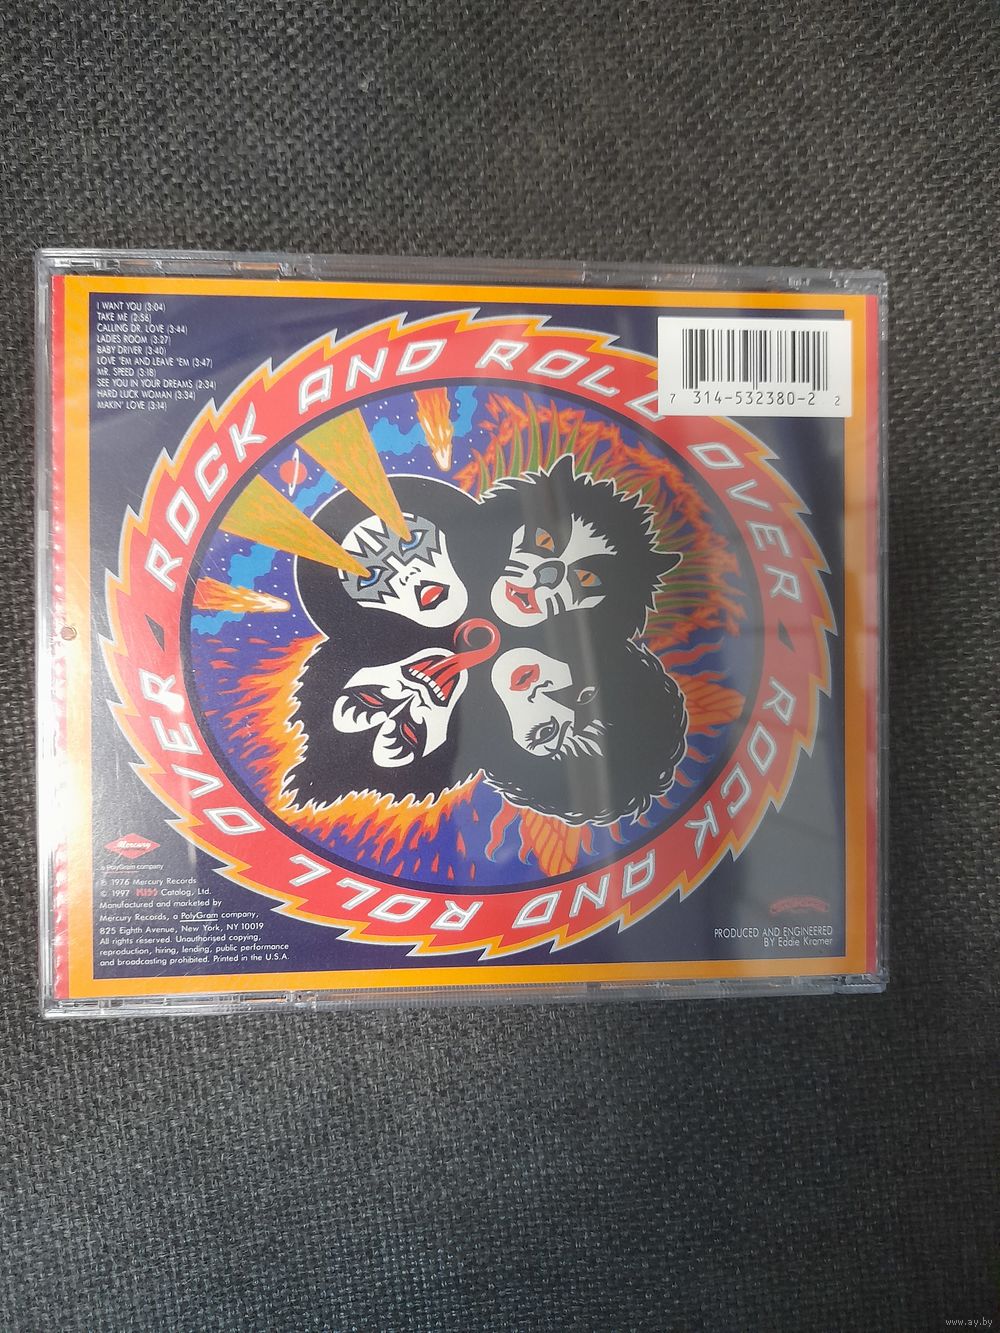 I WANT YOU (3:04)
TAKE ME (2:56)
CALLING DR. LOVE (3:44)
LADIES ROOM (3:27)
BABY DRIVER (3:40)
LOVE 'EM AND LEAVE 'EM (3:47)
MR. SPEED (3:18)
SEE YOU IN YOUR DREAMS (2:34)
HARD LUCK WOMAN (3:34)
MAKIN' LOVE (3:14)
7 314-532380-2 2
ROCK AND ROLL OVER
ROCK AND ROLL OVER
Mercury
a PolyGram company
℗ 1976 Mercury Records
© 1997 KISS Catalog, Ltd.
Manufactured and marketed by
Mercury Records, a PolyGram company,
825 Eighth Avenue, New York, NY 10019
All rights reserved. Unauthorised copying,
reproduction, hiring, lending, public performance
and broadcasting prohibited. Printed in the U.S.A.
PRODUCED AND ENGINEERED
BY Eddie Kramer
www.ay.by